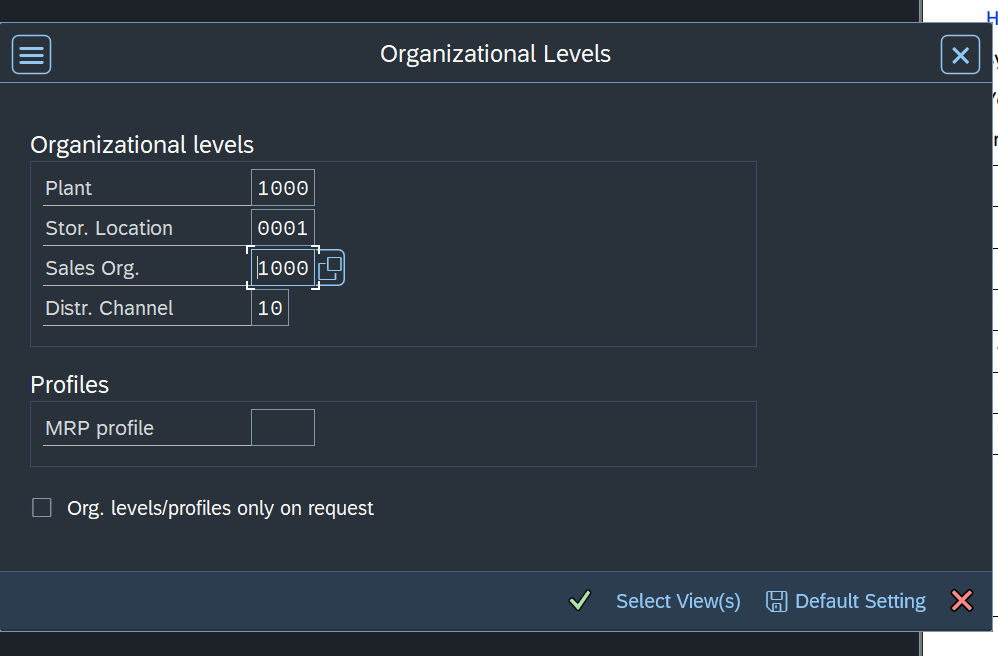 Organizational Levels
Organizational levels
Plant 1000
Stor. Location 0001
Sales Org. 1000
Distr. Channel 10
Profiles
MRP profile
Org. levels/profiles only on request
Select View(s) Default Setting